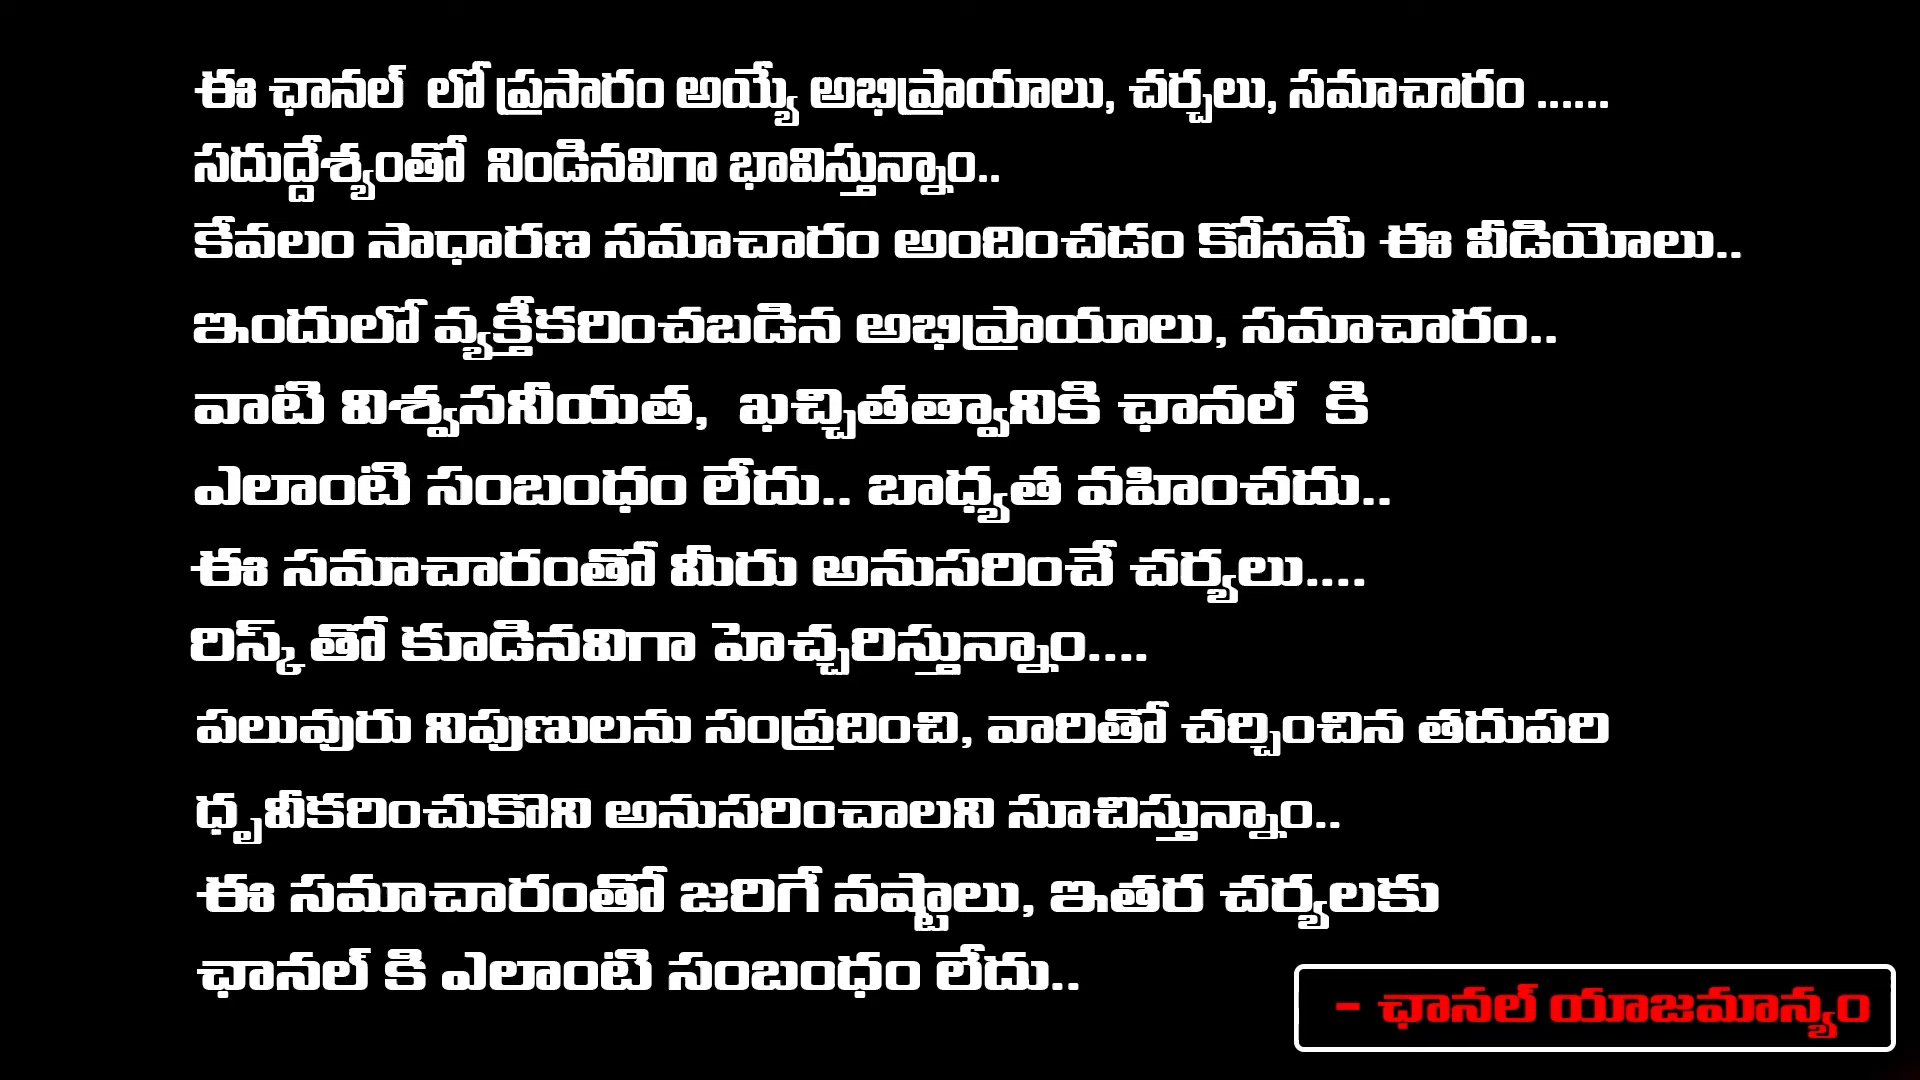 ఈ ఛానల్ లో ప్రసారం అయ్యే అభిప్రాయాలు, చర్చలు, సమాచారం ......
సదుద్దేశ్యంతో నిండినవిగా భావిస్తున్నాం..
కేవలం సాధారణ సమాచారం అందించడం కోసమే ఈ వీడియోలు..
ఇందులో వ్యక్తీకరించబడిన అభిప్రాయాలు, సమాచారం..
వాటి విశ్వసనీయత, ఖచ్చితత్వానికి ఛానల్ కి
ఎలాంటి సంబంధం లేదు.. బాధ్యత వహించదు..
ఈ సమాచారంతో మీరు అనుసరించే చర్యలు....
రిస్క్ తో కూడినవిగా హెచ్చరిస్తున్నాం....
పలువురు నిపుణులను సంప్రదించి, వారితో చర్చించిన తదుపరి
ధృవీకరించుకొని అనుసరించాలని సూచిస్తున్నాం..
ఈ సమాచారంతో జరిగే నష్టాలు, ఇతర చర్యలకు
ఛానల్ కి ఎలాంటి సంబంధం లేదు..
- ఛానల్ యాజమాన్యం